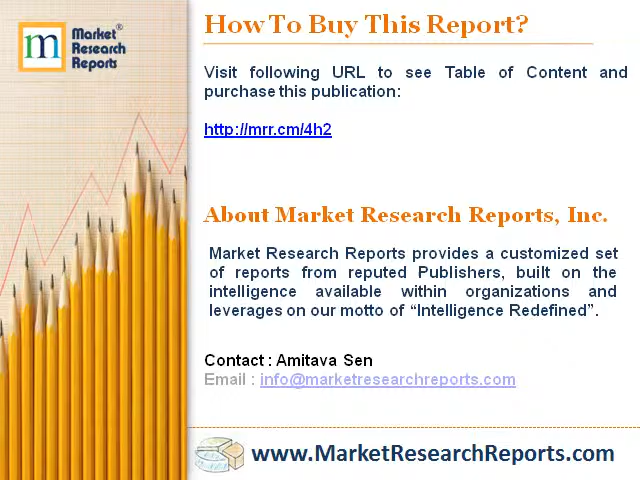 m
Market®
Research
Reports
How To Buy This Report?
Visit following URL to see Table of Content and
purchase this publication:
http://mrr.cm/4h2
About Market Research Reports, Inc.
Market Research Reports provides a customized set
of reports from reputed Publishers, built on the
intelligence available within organizations and
leverages on our motto of “Intelligence Redefined”.
Contact : Amitava Sen
Email : info@marketresearchreports.com
www.MarketResearchReports.com